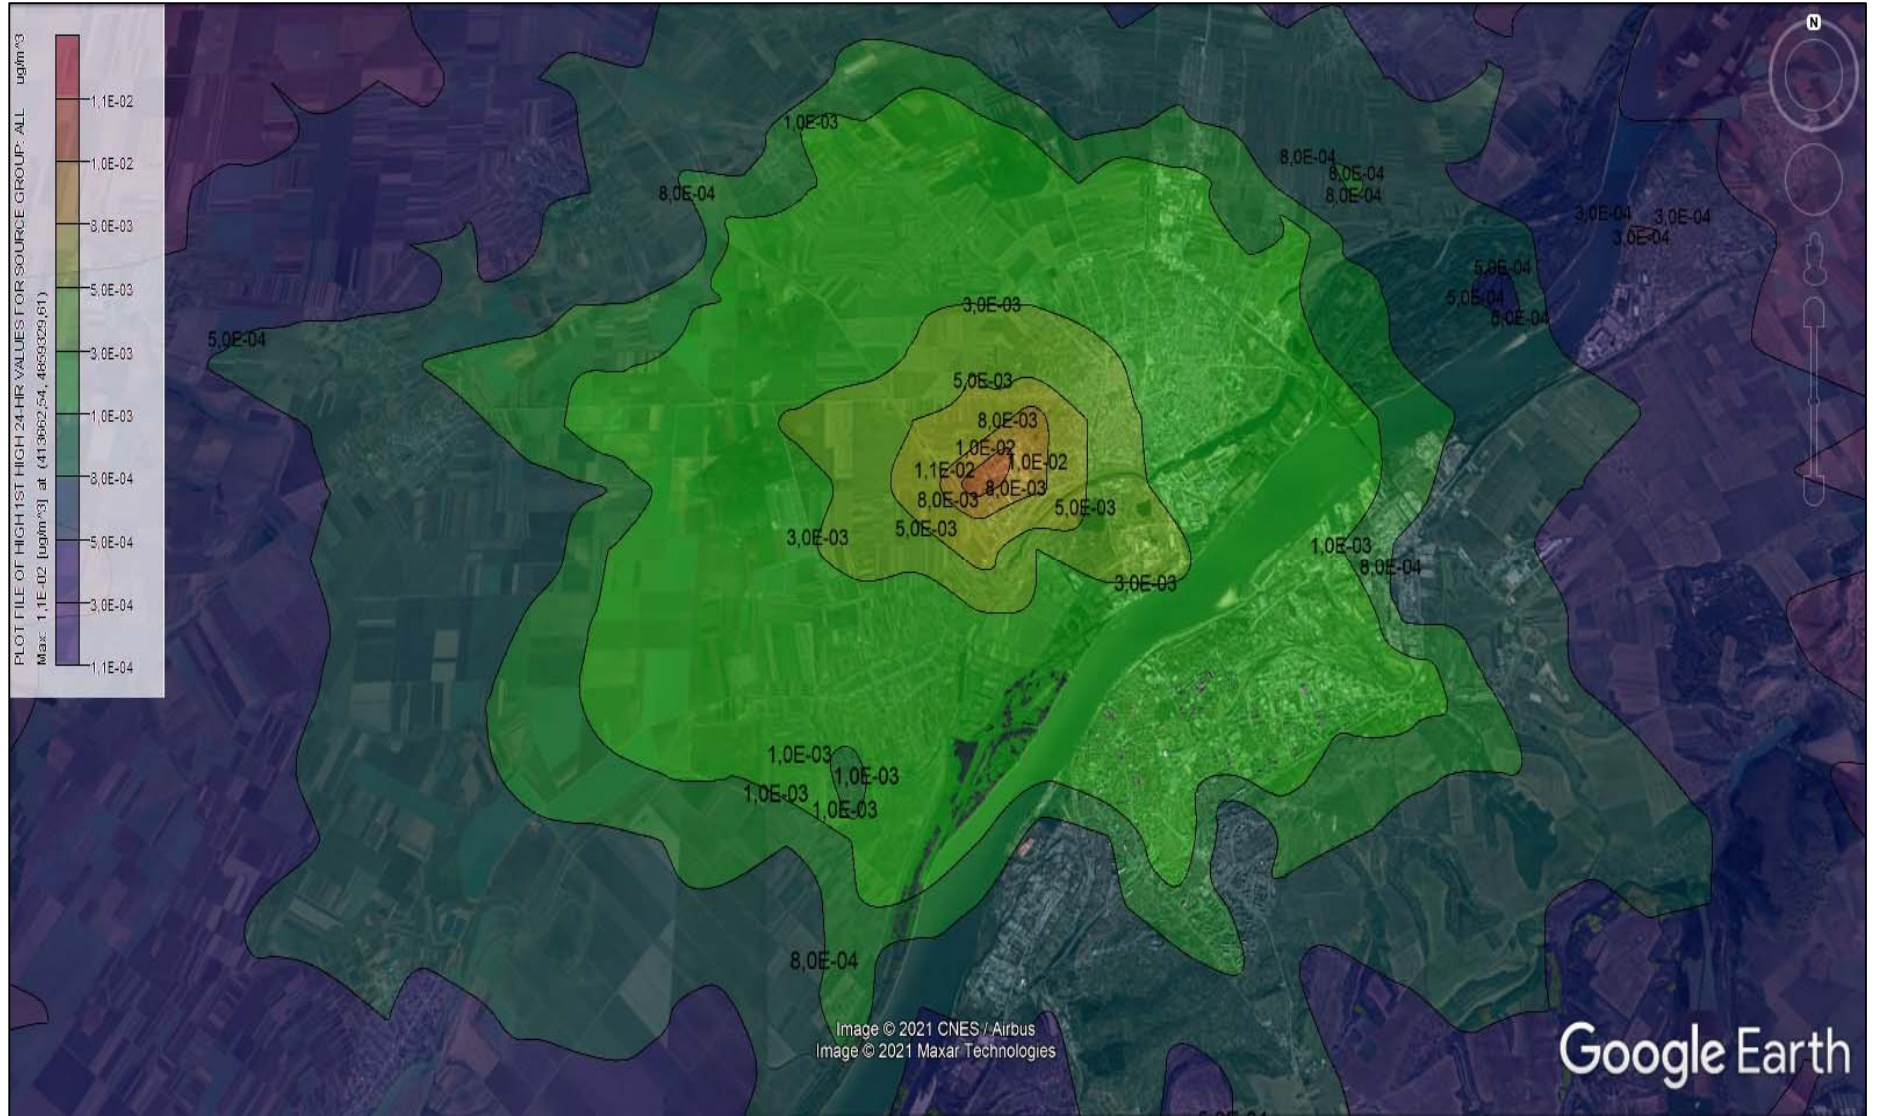 PLOT FILE OF HIGH 1ST HIGH 24-HR VALUES FOR SOURCE GROUP: ALL ug/m^3
Max: 1,1E-02 [ug/m^3] at (413662,54, 4859329,61)
1,1E-02
1,0E-02
8,0E-03
5,0E-03
3,0E-03
1,0E-03
8,0E-04
5,0E-04
3,0E-04
1,1E-04
N
1,0E-03
8,0E-04
8,0E-04
8,0E-04
8,0E-04
3,0E-04
3,0E-04
3,0E-04
5,0E-04
5,0E-04
5,0E-04
3,0E-03
5,0E-04
5,0E-03
8,0E-03
1,0E-02
1,1E-02
1,0E-02
8,0E-03
8,0E-03
5,0E-03
5,0E-03
3,0E-03
1,0E-03
8,0E-04
3,0E-03
1,0E-03
1,0E-03
1,0E-03
1,0E-03
8,0E-04
Image © 2021 CNES / Airbus
Image © 2021 Maxar Technologies
Google Earth